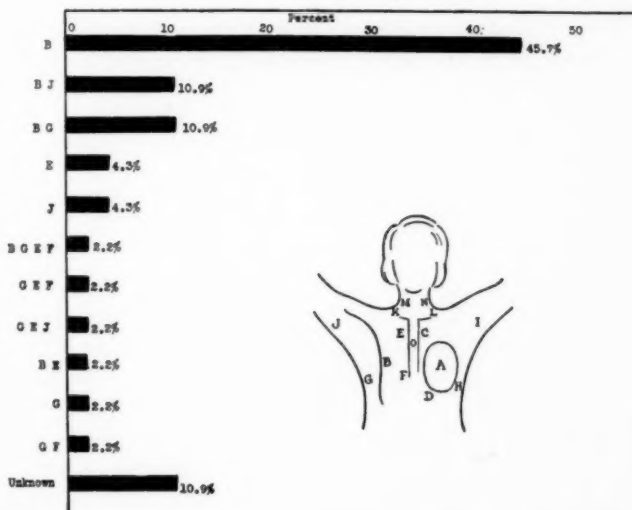 Percent
0 10 20 30 40 50
B 45.7%
B J 10.9%
B G 10.9%
E 4.3%
J 4.3%
B G E F 2.2%
G E F 2.2%
G E J 2.2%
B E 2.2%
G 2.2%
G F 2.2%
Unknown 10.9%
M N
K L
J E C I
O
B A
G F H
D